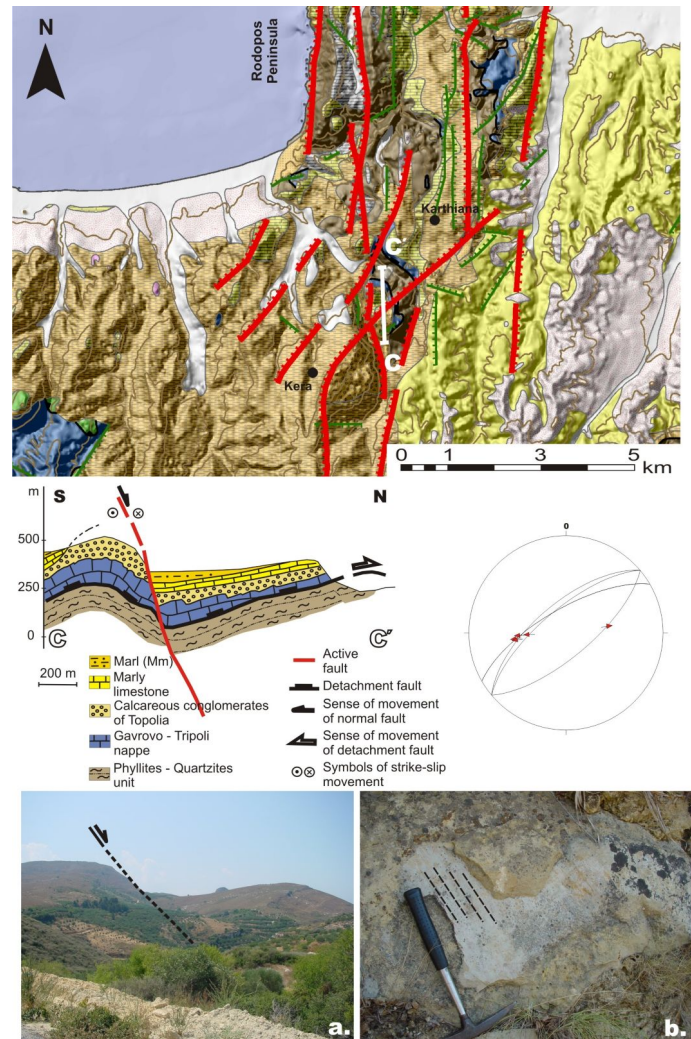 N
Rodopos
Peninsula
Karthiana
C
C'
Kera
0 1 3 5
km
m
S
N
500
250
0
C
C'
200 m
Marl (Mm)
Marly
limestone
Calcareous conglomerates
of Topolia
Gavrovo - Tripoli
nappe
Phyllites - Quartzites
unit
Active
fault
Detachment fault
Sense of movement
of normal fault
Sense of movement
of detachment fault
Symbols of strike-slip
movement
0
a.
b.